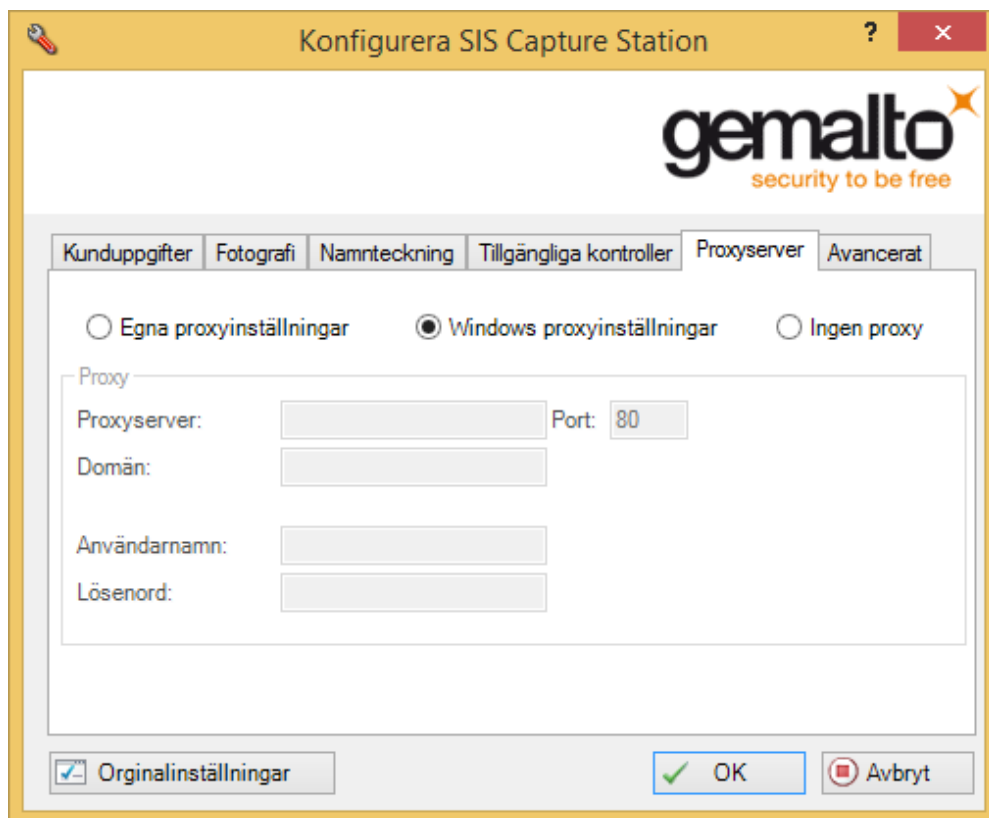 Konfigurera SIS Capture Station
?
gemalto
security to be free
Kunduppgifter Fotografi Namnteckning Tillgängliga kontroller Proxyserver Avancerat
Egna proxyinställningar Windows proxyinställningar Ingen proxy
Proxy
Proxyserver: Port: 80
Domän:
Användarnamn:
Lösenord:
Orginalinställningar OK Avbryt